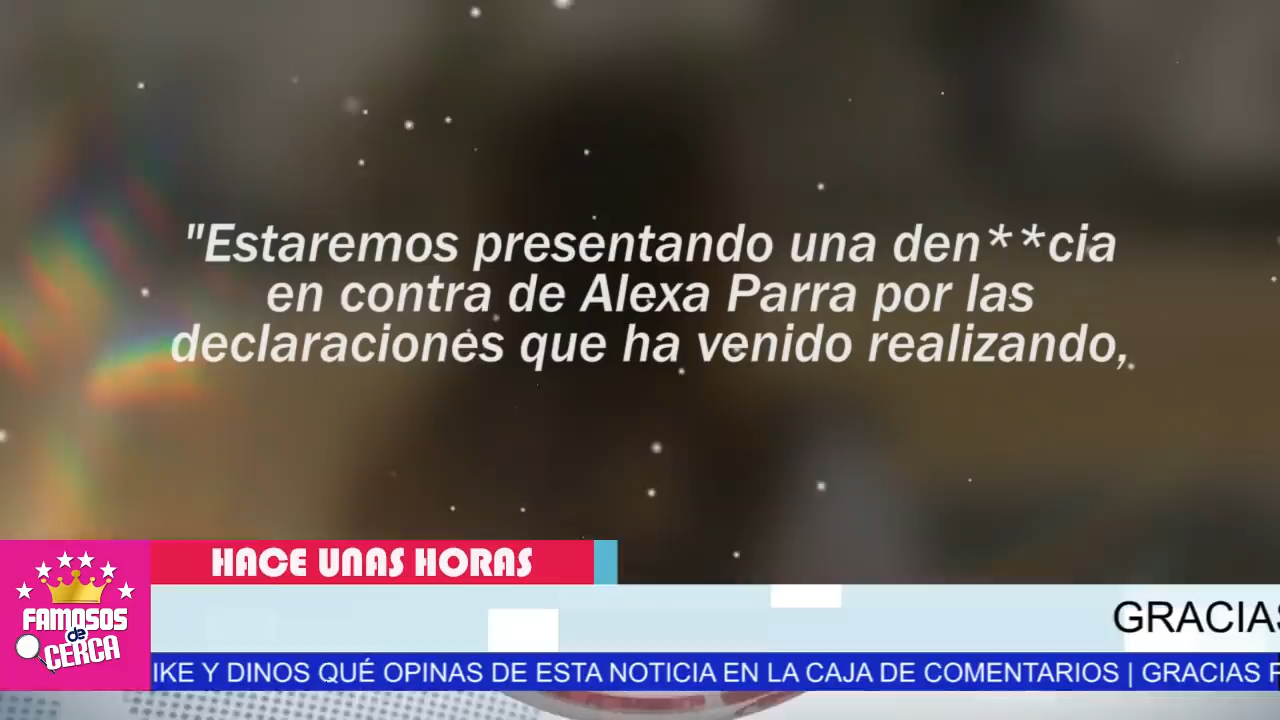 "Estaremos presentando una den**cia
en contra de Alexa Parra por las
declaraciones que ha venido realizando,
HACE UNAS HORAS
FAMOSOS
de
CERCA
GRACIAS
IKE Y DINOS QUÉ OPINAS DE ESTA NOTICIA EN LA CAJA DE COMENTARIOS | GRACIAS P